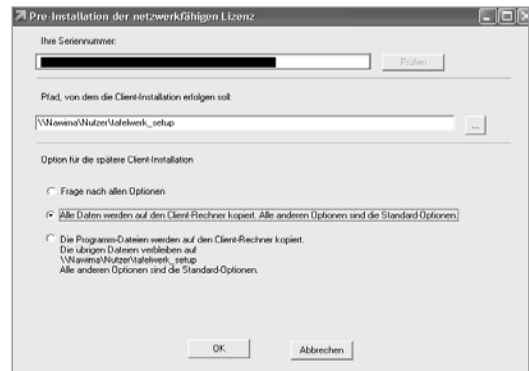 Pre-Installation der netzwerkfähigen Lizenz
Ihre Seriennummer:
Prüfen
Pfad, von dem die Client-Installation erfolgen soll:
\\Nawima\Nutzer\tafelwerk_setup
...
Option für die spätere Client-Installation
Frage nach allen Optionen
Alle Daten werden auf den Client-Rechner kopiert. Alle anderen Optionen sind die Standard-Optionen.
Die Programm-Dateien werden auf den Client-Rechner kopiert.
Die übrigen Dateien verbleiben auf
\\Nawima\Nutzer\tafelwerk_setup
Alle anderen Optionen sind die Standard-Optionen.
OK
Abbrechen